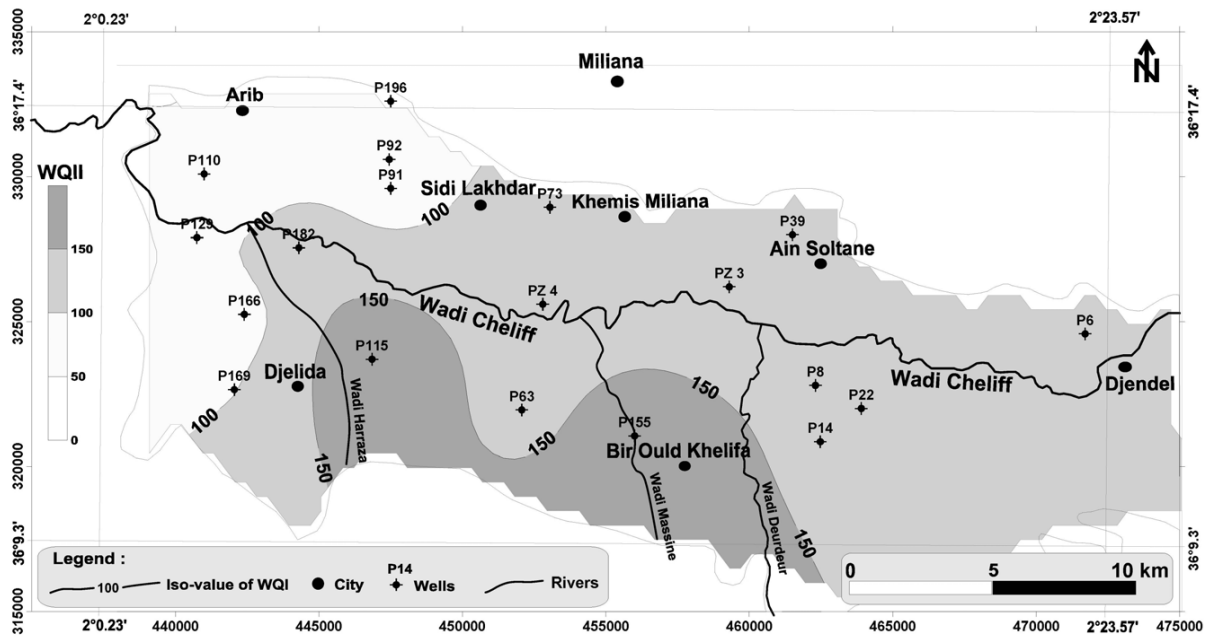 2°0.23'
2°23.57'
335000
330000
325000
320000
315000
36°17.4'
36°9.3'
36°17.4'
36°9.3'
Miliana
N
Arib
P196
P92
P110
P91
WQII
150
100
50
0
Sidi Lakhdar
P73
Khemis Miliana
100
100
P129
P182
P39
Ain Soltane
PZ 3
PZ 4
P166
150
Wadi Cheliff
P6
P115
P169
Djelida
Wadi Harraza
P63
150
P8
Wadi Cheliff
Djendel
P22
100
150
P155
P14
Bir Ould Khelifa
150
Wadi Massine
Wadi Deurdeur
150
Legend :
100
Iso-value of WQI
City
P14
Wells
Rivers
0
5
10 km
2°0.23'
440000
445000
450000
455000
460000
465000
470000
2°23.57'
475000